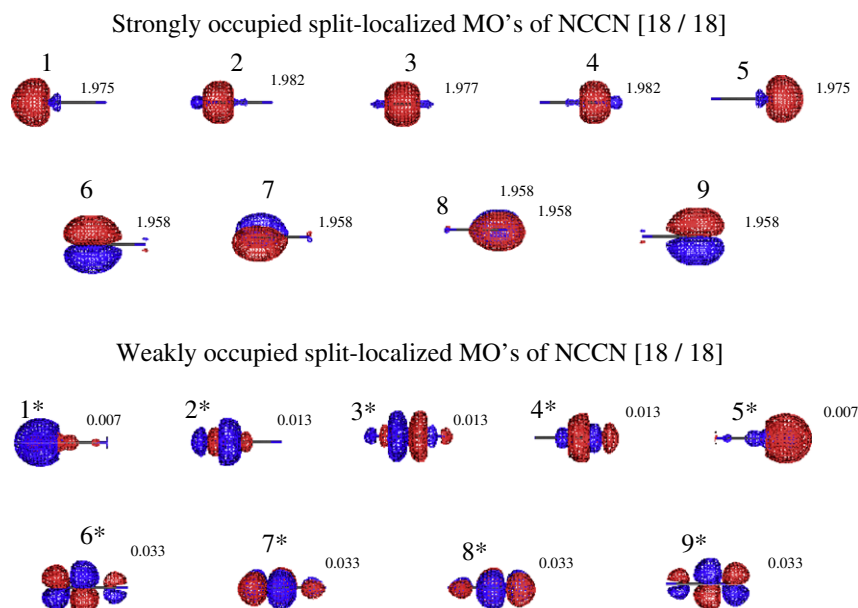 Strongly occupied split-localized MO's of NCCN [18 / 18]
1 2 3 4 5
1.975 1.982 1.977 1.982 1.975
6 7 8 9
1.958 1.958 1.958 1.958 1.958
Weakly occupied split-localized MO's of NCCN [18 / 18]
1* 2* 3* 4* 5*
0.007 0.013 0.013 0.013 0.007
6* 7* 8* 9*
0.033 0.033 0.033 0.033